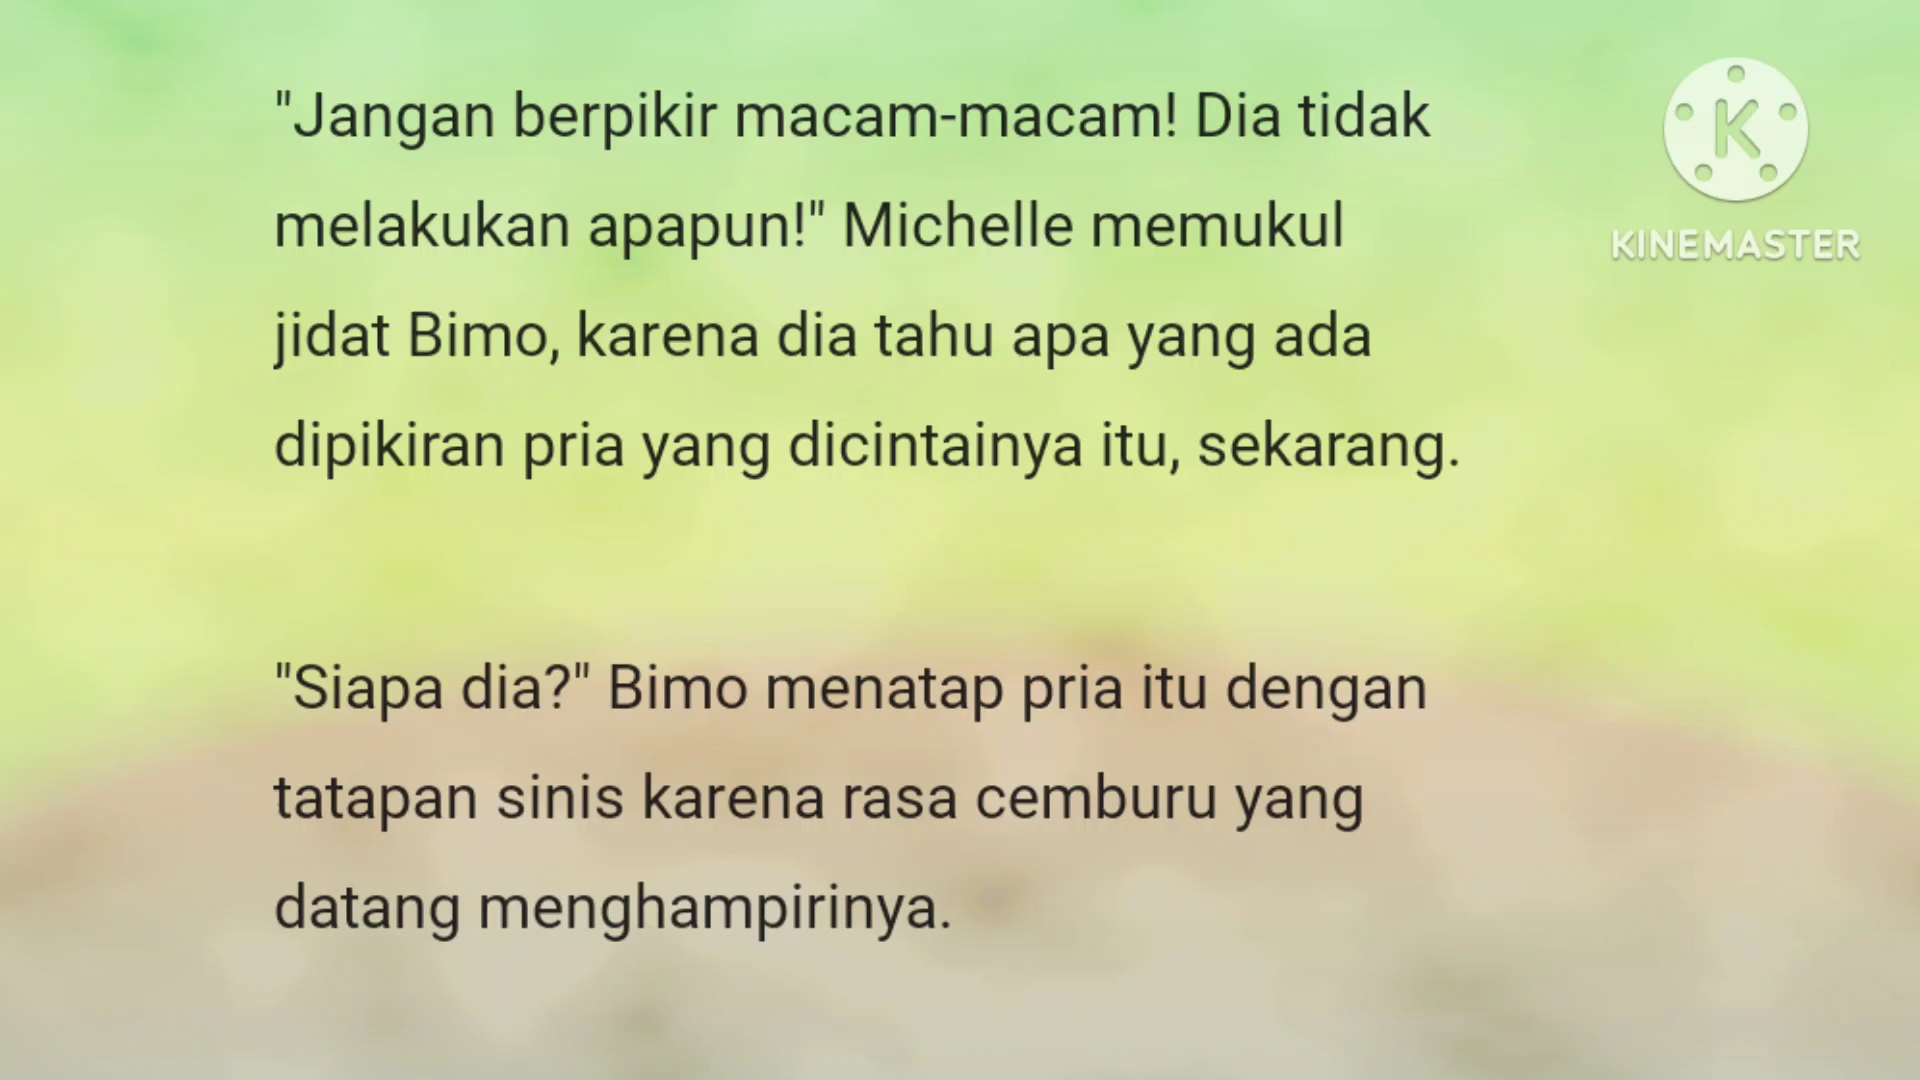 "Jangan berpikir macam-macam! Dia tidak
melakukan apapun!" Michelle memukul
jidat Bimo, karena dia tahu apa yang ada
dipikiran pria yang dicintainya itu, sekarang.
"Siapa dia?" Bimo menatap pria itu dengan
tatapan sinis karena rasa cemburu yang
datang menghampirinya.
K
KINEMASTER